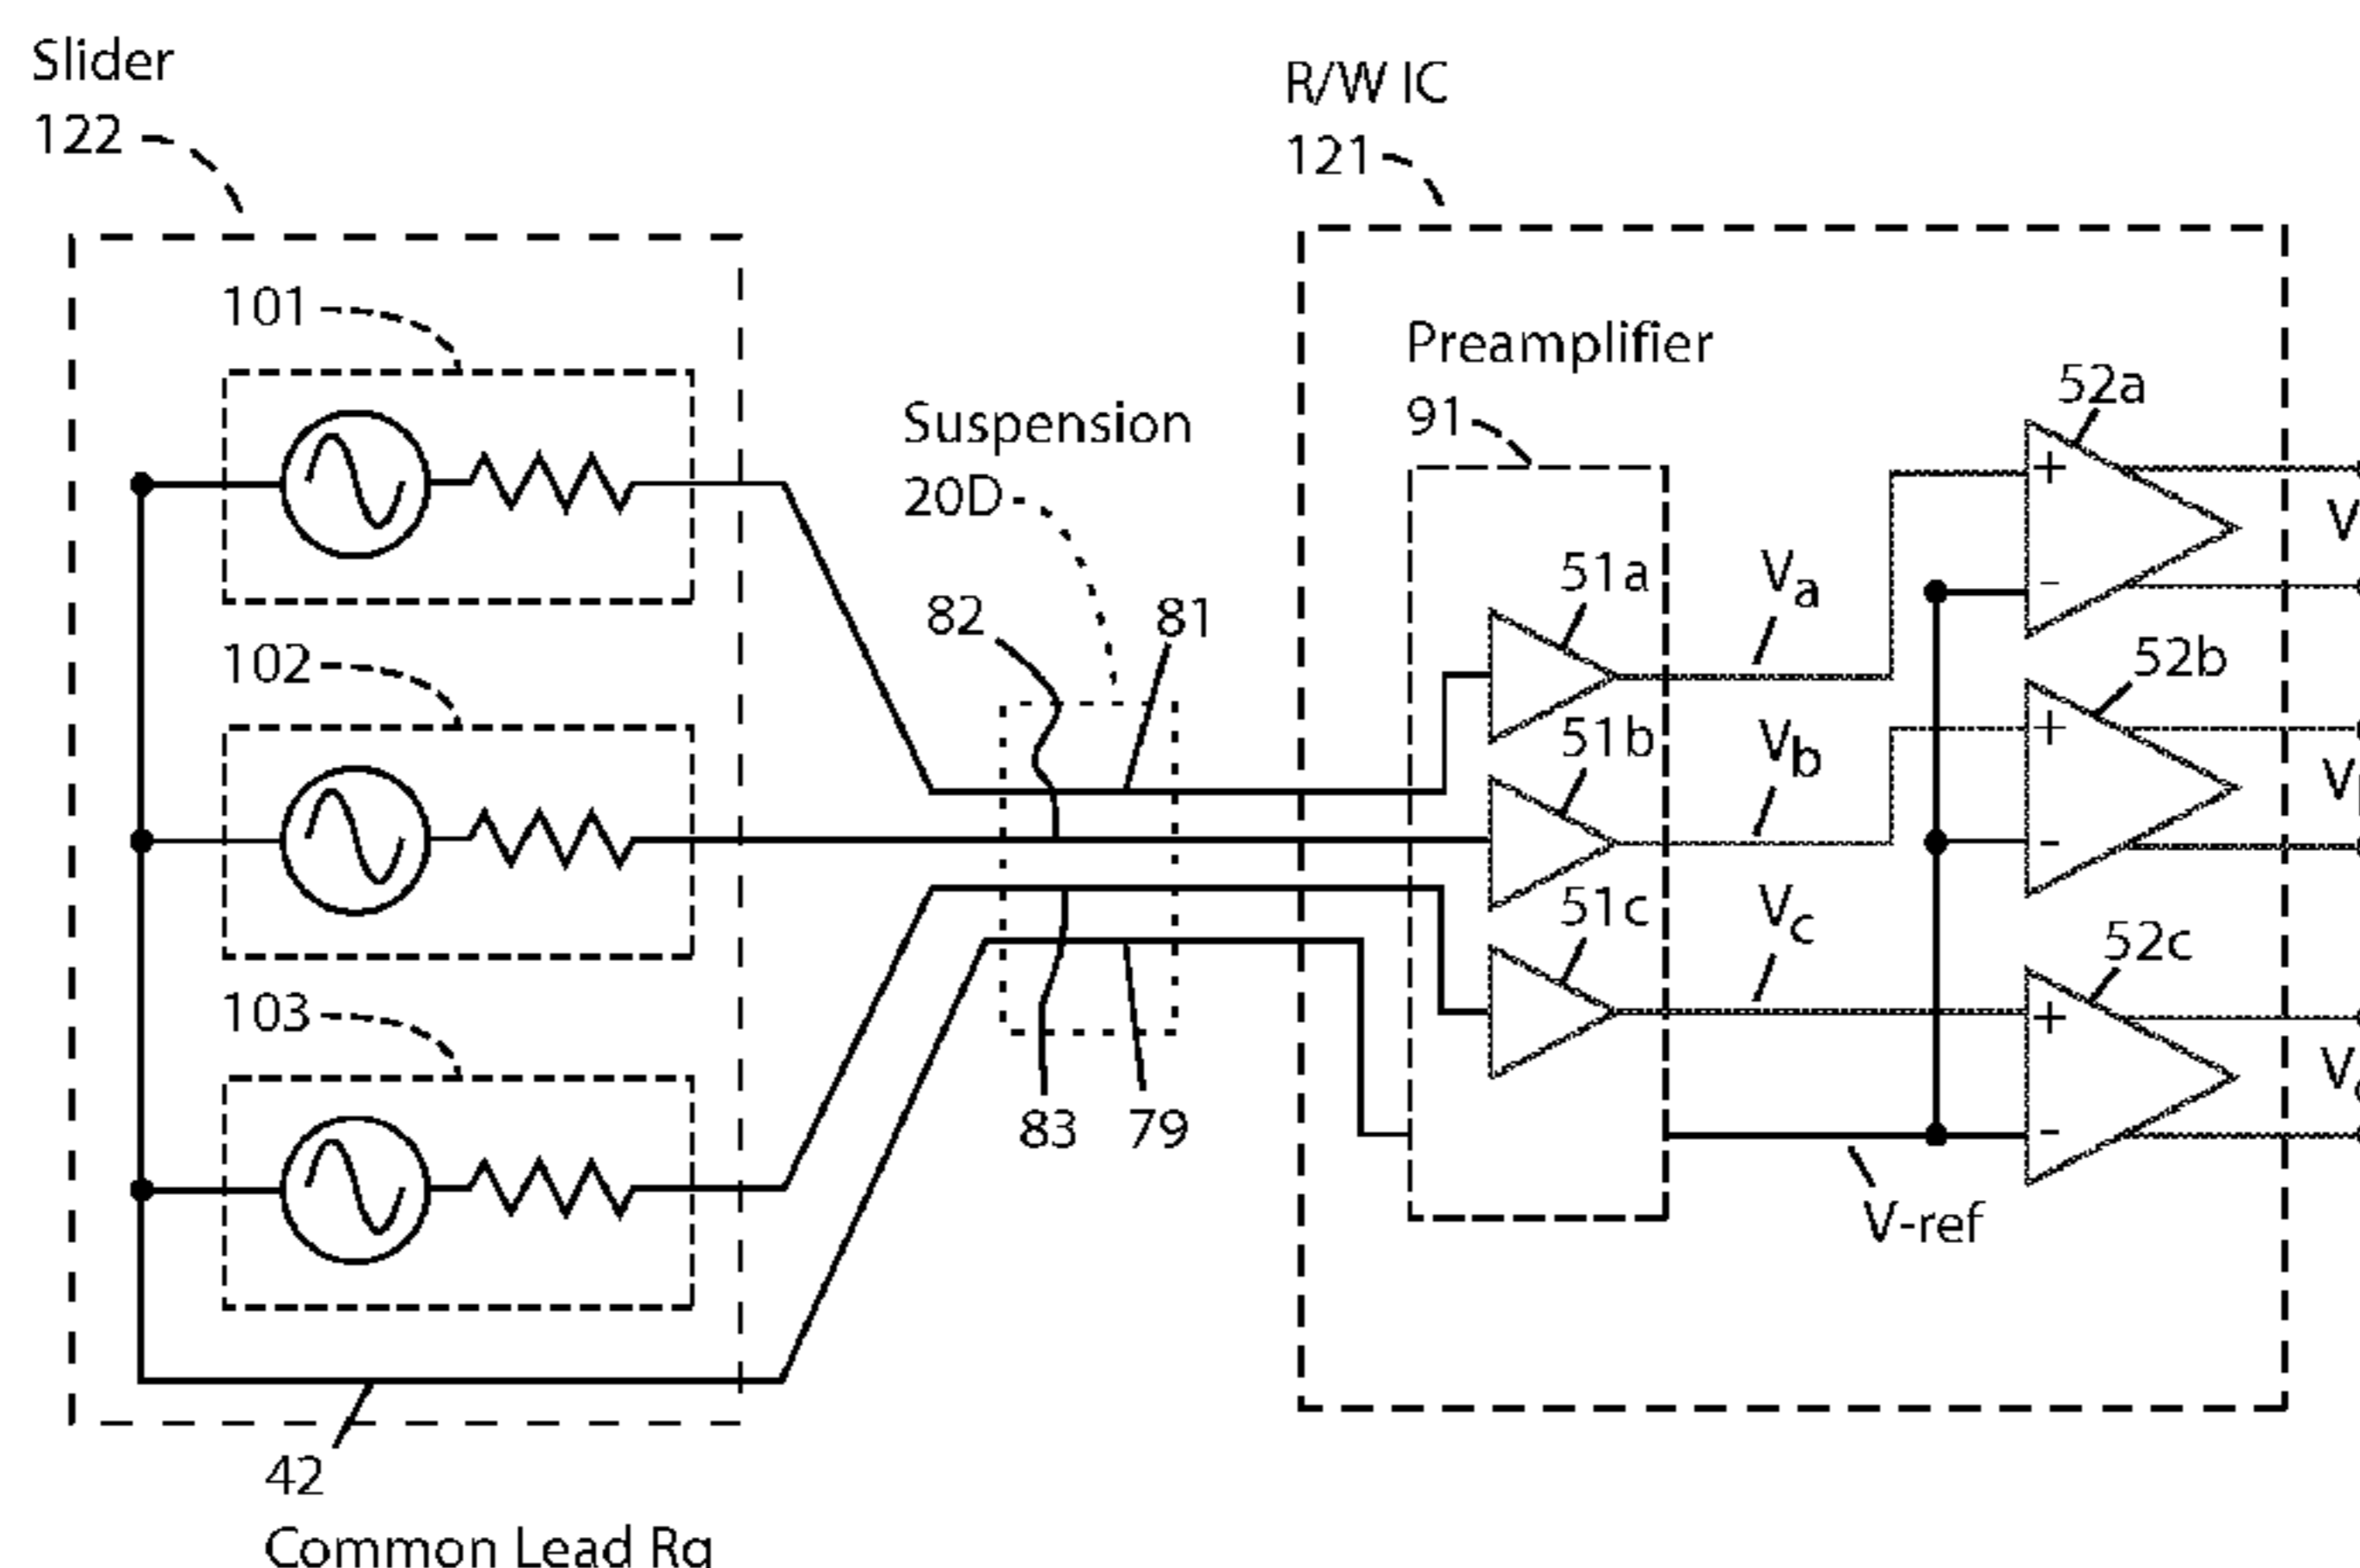 Slider
122
R/W IC
121
101
Preamplifier
91
52a
Suspension
20D
+
V
51a
Va
-
82
81
102
52b
51b
Vb
+
V
-
51c
Vc
52c
103
+
V
83
79
-
V-ref
42
Common Lead Rg